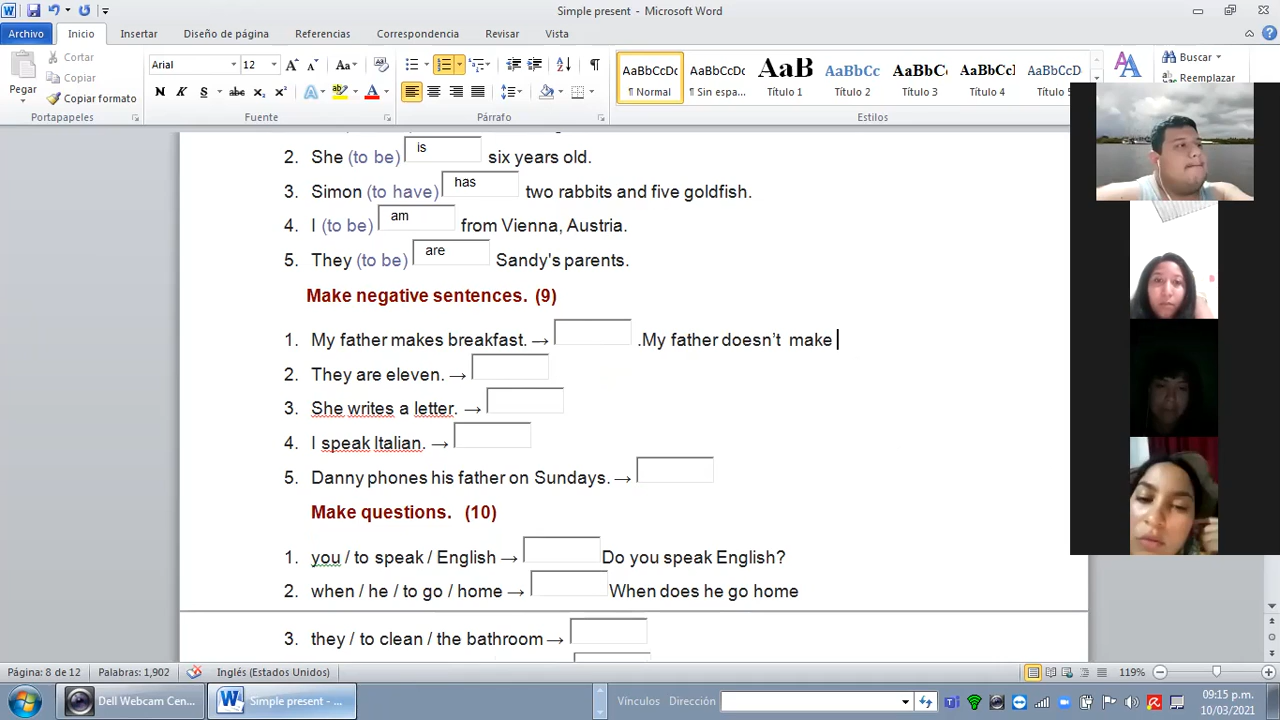 Simple present - Microsoft Word
Archivo Inicio Insertar Diseño de página Referencias Correspondencia Revisar Vista
Pegar
Cortar
Copiar
Copiar formato
Portapapeles
Arial 12
Fuente
Párrafo
AaBbCcDc AaBbCcDc AaB AaBbCc AaBbC AaBbCc AaBbCcD
¶ Normal ¶ Sin espa... Título 1 Título 2 Título 3 Título 4 Título 5
Estilos
Buscar
Reemplazar
2. She (to be) is six years old.
3. Simon (to have) has two rabbits and five goldfish.
4. I (to be) am from Vienna, Austria.
5. They (to be) are Sandy's parents.
Make negative sentences. (9)
1. My father makes breakfast. → .My father doesn’t make
2. They are eleven. →
3. She writes a letter. →
4. I speak Italian. →
5. Danny phones his father on Sundays. →
Make questions. (10)
1. you / to speak / English → Do you speak English?
2. when / he / to go / home → When does he go home
3. they / to clean / the bathroom →
Página: 8 de 12 Palabras: 1,902 Inglés (Estados Unidos) 119%
Dell Webcam Cen... Simple present - ... Vínculos Dirección 09:15 p.m.
10/03/2021